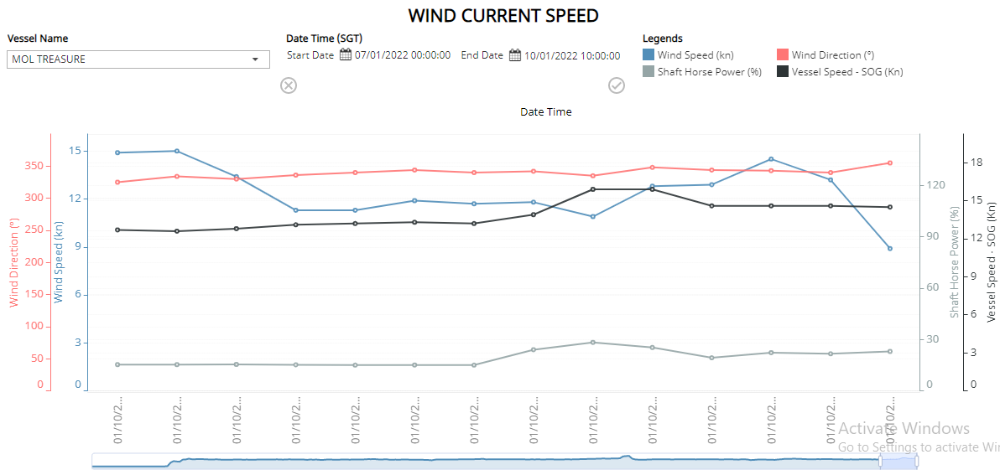 WIND CURRENT SPEED
Vessel Name
MOL TREASURE
Date Time (SGT)
Start Date 07/01/2022 00:00:00 End Date 10/01/2022 10:00:00
Legends
Wind Speed (kn) Wind Direction (º)
Shaft Horse Power (%) Vessel Speed - SOG (Kn)
Date Time
Wind Direction (º)
350
300
250
200
150
100
50
0
Wind Speed (kn)
15
12
9
6
3
0
Shaft Horse Power (%)
120
90
60
30
0
Vessel Speed - SOG (Kn)
18
15
12
9
6
3
0
01/10/2...
01/10/2...
01/10/2...
01/10/2...
01/10/2...
01/10/2...
01/10/2...
01/10/2...
01/10/2...
01/10/2...
01/10/2...
01/10/2...
01/10/2...
01/10/2...
Activate Windows
Go to Settings to activate Wi